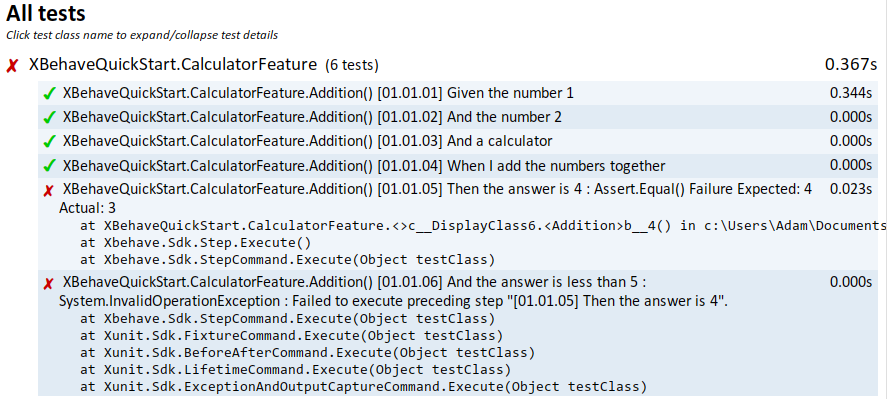 All tests
Click test class name to expand/collapse test details
✘ XBehaveQuickStart.CalculatorFeature (6 tests) 0.367s
✔ XBehaveQuickStart.CalculatorFeature.Addition() [01.01.01] Given the number 1 0.344s
✔ XBehaveQuickStart.CalculatorFeature.Addition() [01.01.02] And the number 2 0.000s
✔ XBehaveQuickStart.CalculatorFeature.Addition() [01.01.03] And a calculator 0.000s
✔ XBehaveQuickStart.CalculatorFeature.Addition() [01.01.04] When I add the numbers together 0.000s
✘ XBehaveQuickStart.CalculatorFeature.Addition() [01.01.05] Then the answer is 4 : Assert.Equal() Failure Expected: 4 0.023s
Actual: 3
at XBehaveQuickStart.CalculatorFeature.<>c__DisplayClass6.<Addition>b__4() in c:\Users\Adam\Documents
at Xbehave.Sdk.Step.Execute()
at Xbehave.Sdk.StepCommand.Execute(Object testClass)
✘ XBehaveQuickStart.CalculatorFeature.Addition() [01.01.06] And the answer is less than 5 : 0.000s
System.InvalidOperationException : Failed to execute preceding step "[01.01.05] Then the answer is 4".
at Xbehave.Sdk.StepCommand.Execute(Object testClass)
at Xunit.Sdk.FixtureCommand.Execute(Object testClass)
at Xunit.Sdk.BeforeAfterCommand.Execute(Object testClass)
at Xunit.Sdk.LifetimeCommand.Execute(Object testClass)
at Xunit.Sdk.ExceptionAndOutputCaptureCommand.Execute(Object testClass)